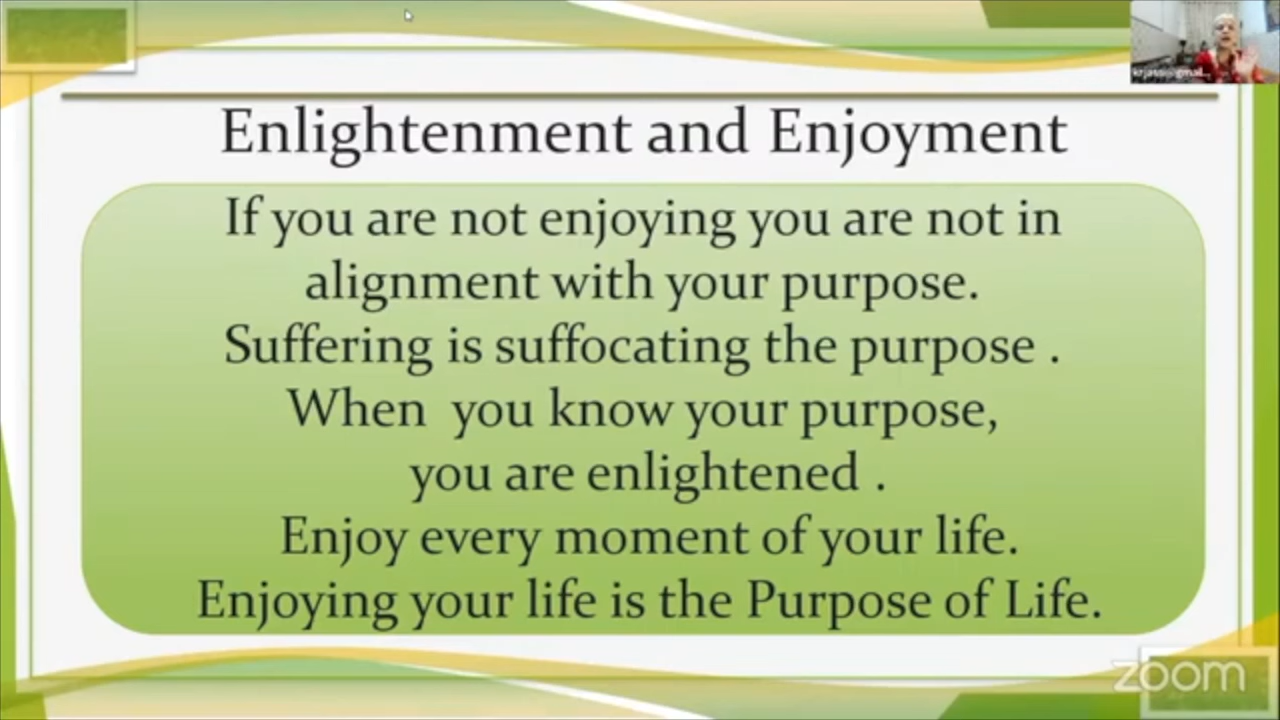 Enlightenment and Enjoyment
If you are not enjoying you are not in
alignment with your purpose.
Suffering is suffocating the purpose .
When you know your purpose,
you are enlightened .
Enjoy every moment of your life.
Enjoying your life is the Purpose of Life.
zoom